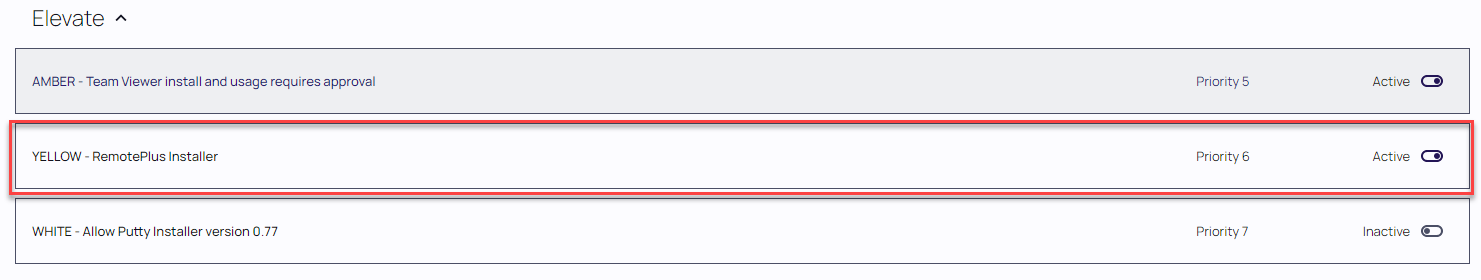 Elevate
AMBER - Team Viewer install and usage requires approval Priority 5 Active
YELLOW - RemotePlus Installer Priority 6 Active
WHITE - Allow Putty Installer version 0.77 Priority 7 Inactive